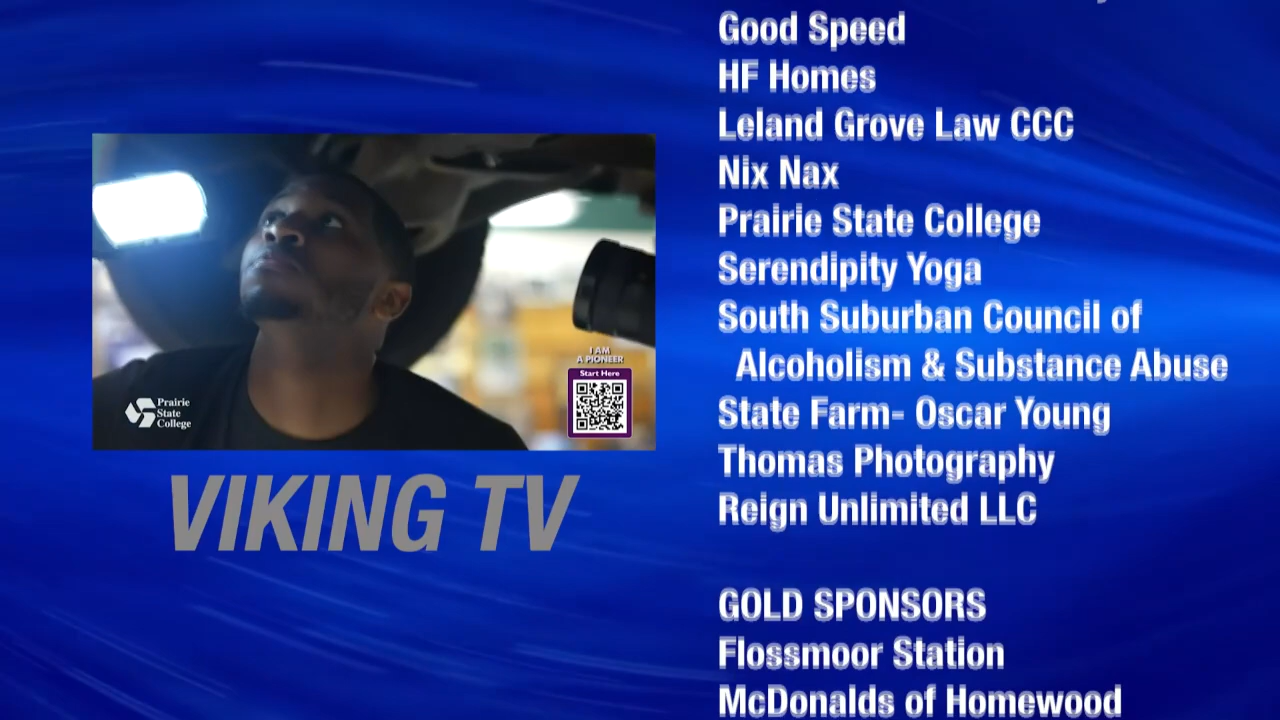 Good Speed
HF Homes
Leland Grove Law CCC
Nix Nax
Prairie State College
Serendipity Yoga
South Suburban Council of
Alcoholism & Substance Abuse
State Farm- Oscar Young
Thomas Photography
Reign Unlimited LLC
GOLD SPONSORS
Flossmoor Station
McDonalds of Homewood
I AM
A PIONEER
Start Here
Prairie
State
College
VIKING TV